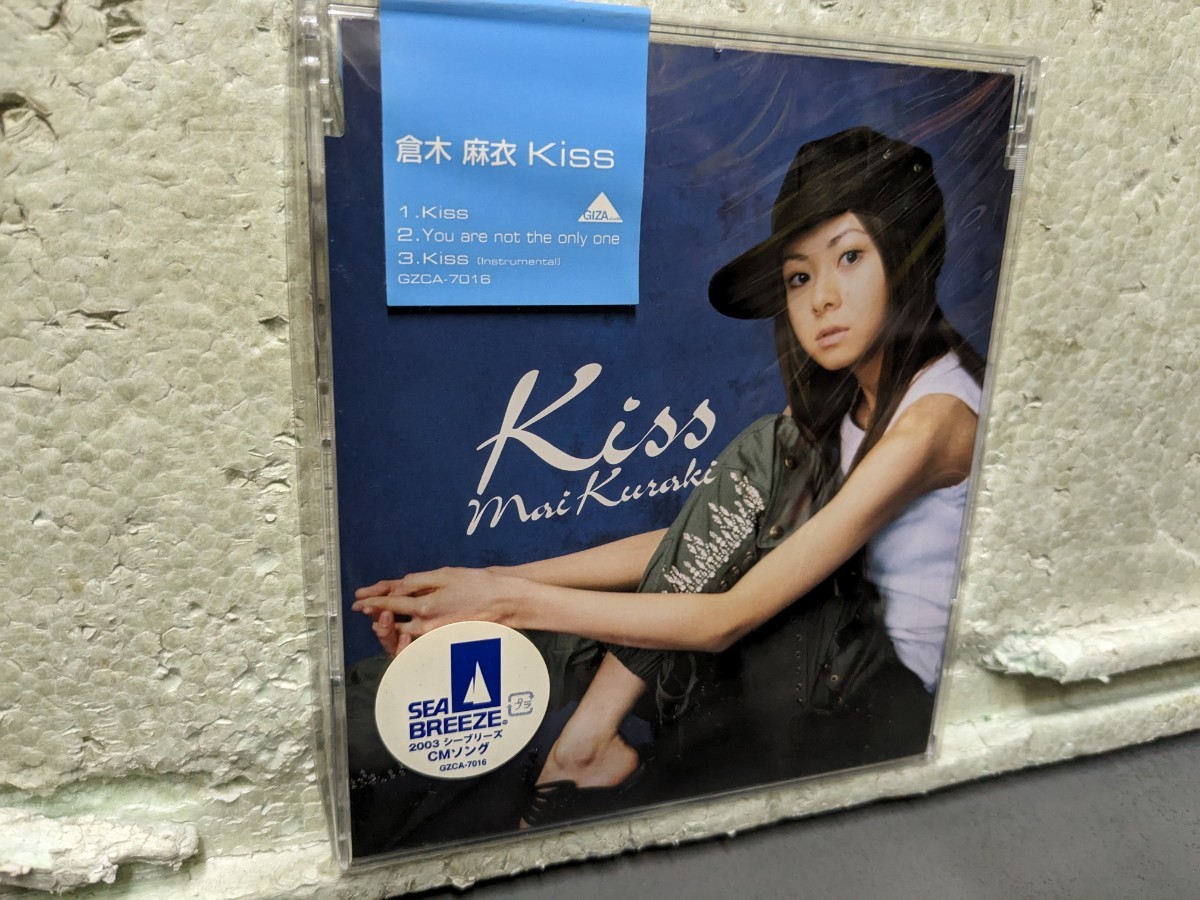 倉木 麻衣 Kiss
1.Kiss
GIZA
2.You are not the only one
3.Kiss [Instrumental]
GZCA-7016
Kiss
Mai Kuraki
SEA
BREEZE®
プラ
2003 シーブリーズ
CMソング
GZCA-7016